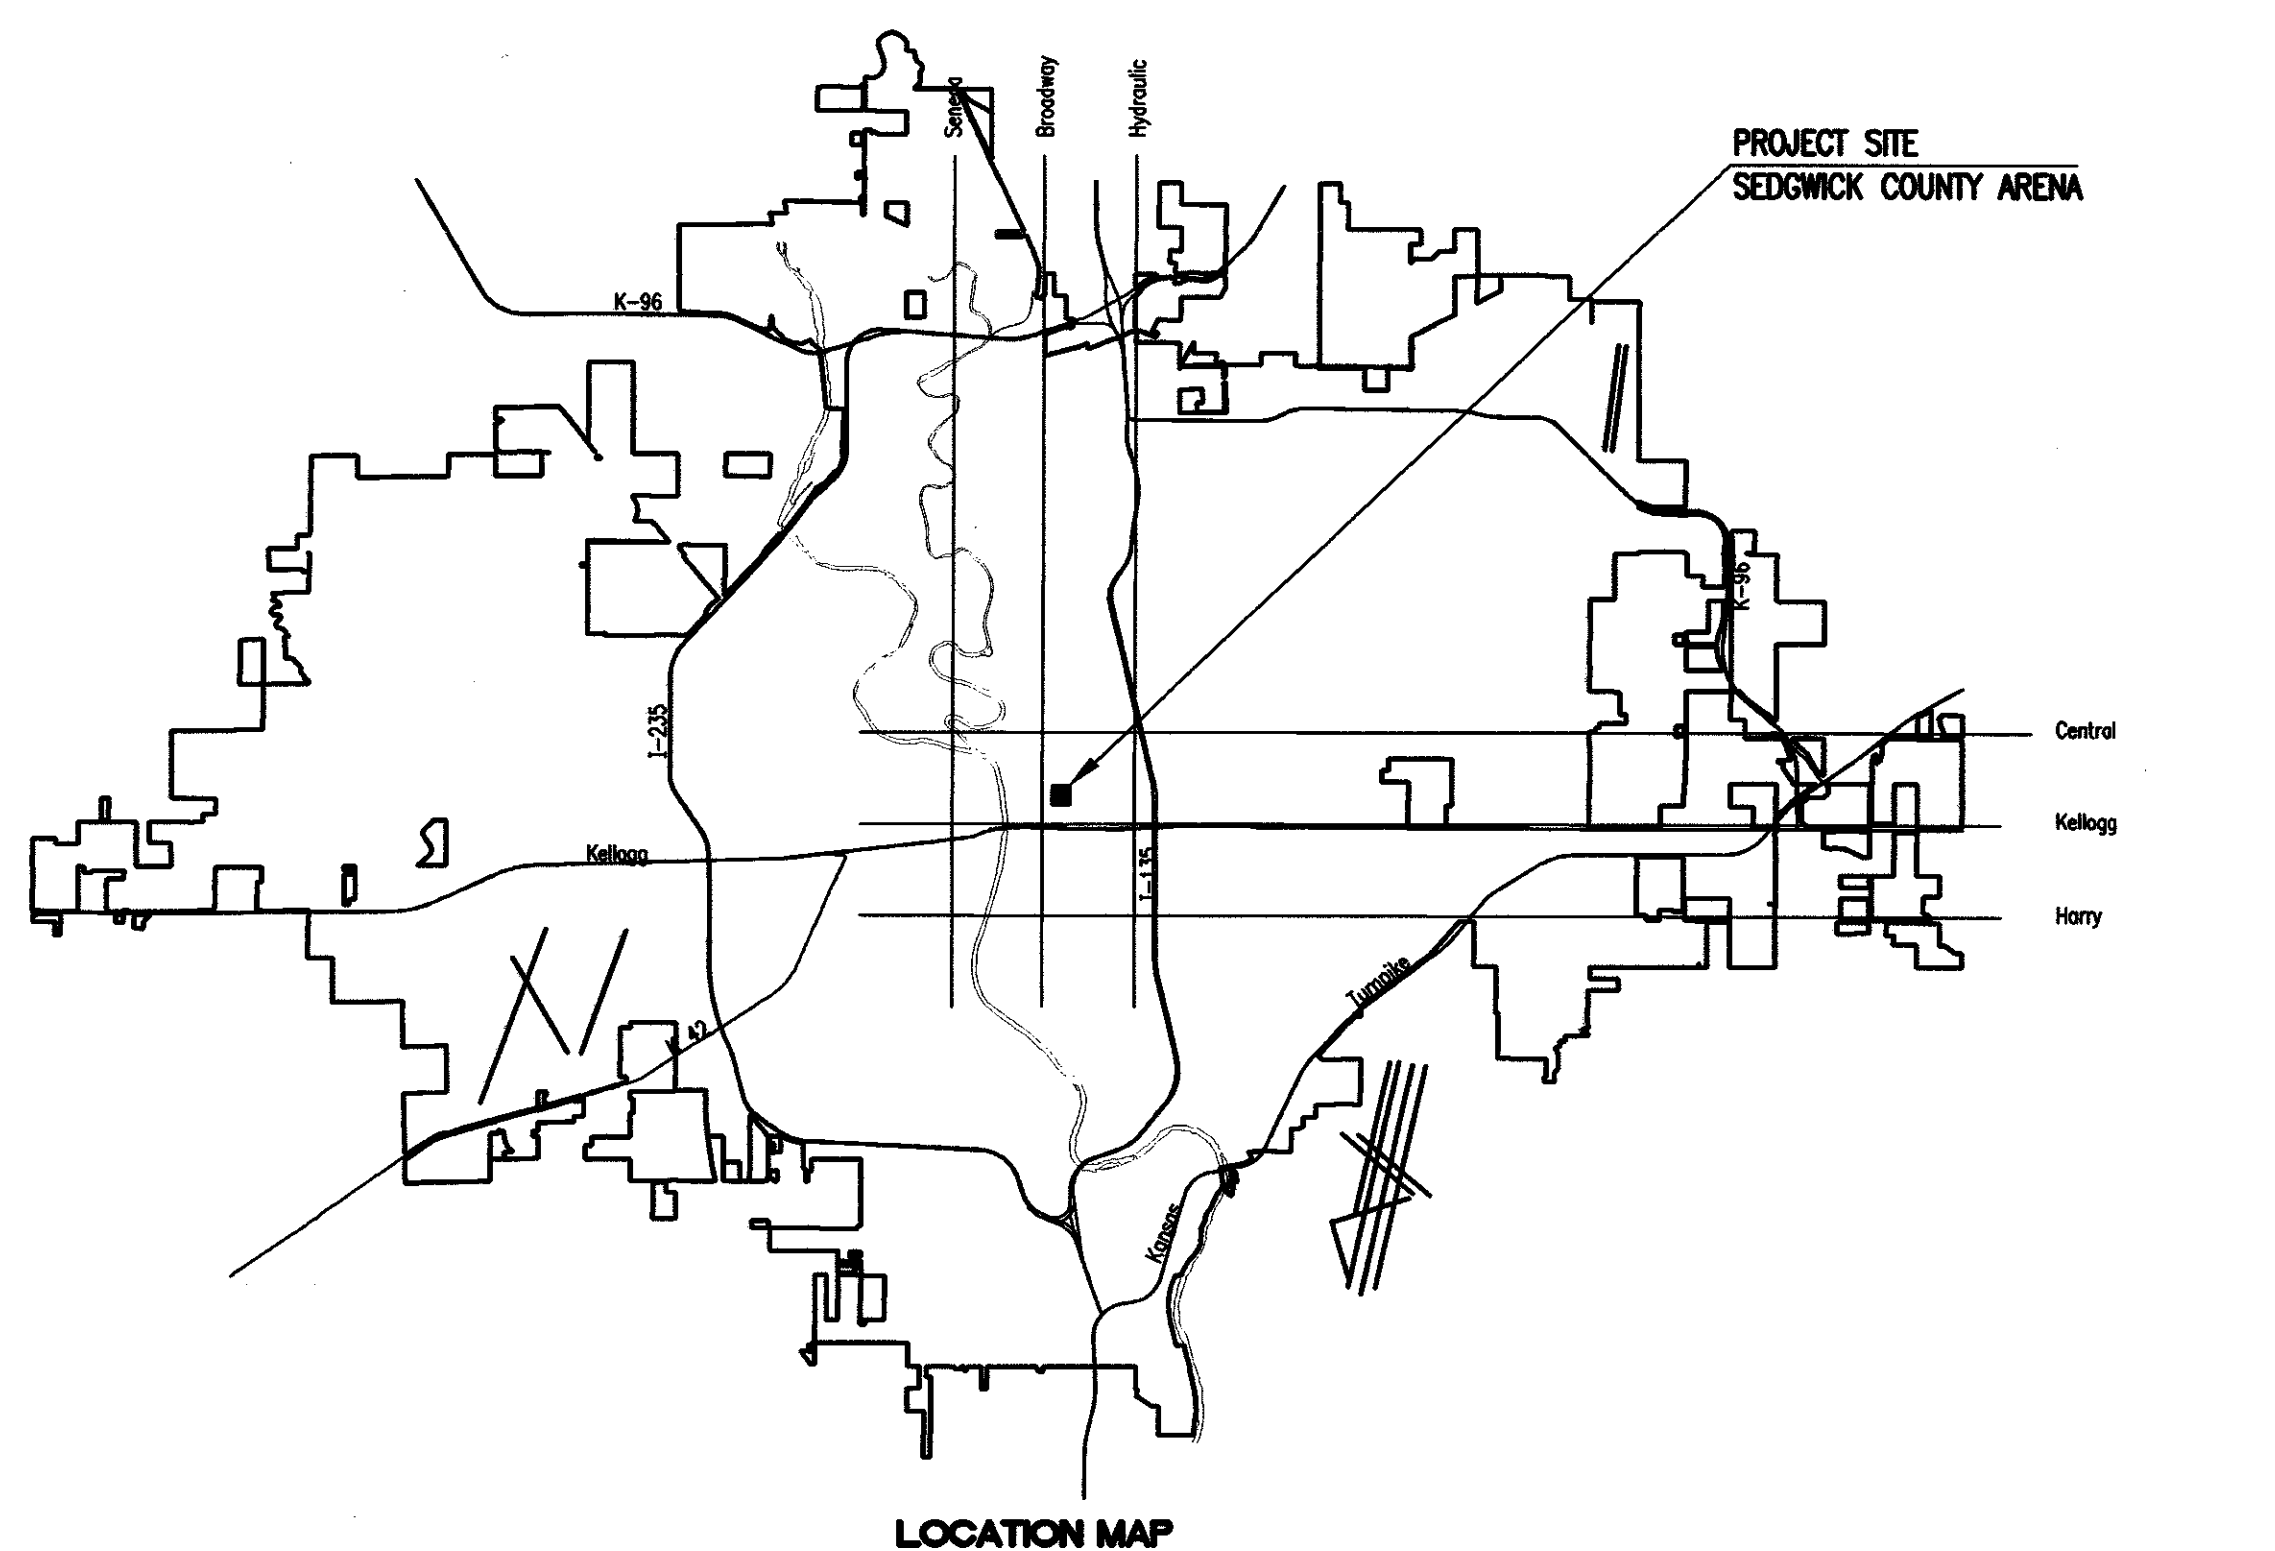 Seneca
Broadway
Hydraulic
PROJECT SITE
SEDGWICK COUNTY ARENA
K-96
K-96
I-235
Central
Kellogg
Kellogg
I-135
Harry
Turnpike
42
Kansas
LOCATION MAP